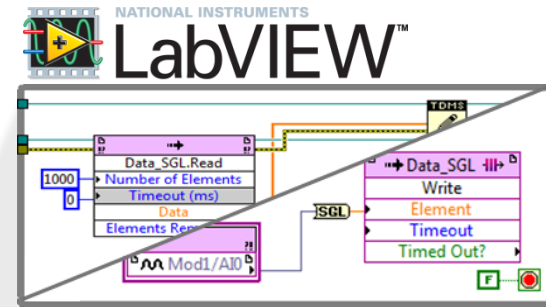 NATIONAL INSTRUMENTS
LabVIEW™
TDMS
Data_SGL.Read
1000
Number of Elements
0
Timeout (ms)
Data
Elements
Mod1/AI0
SGL
Data_SGL
Write
Element
Timeout
Timed Out?
F